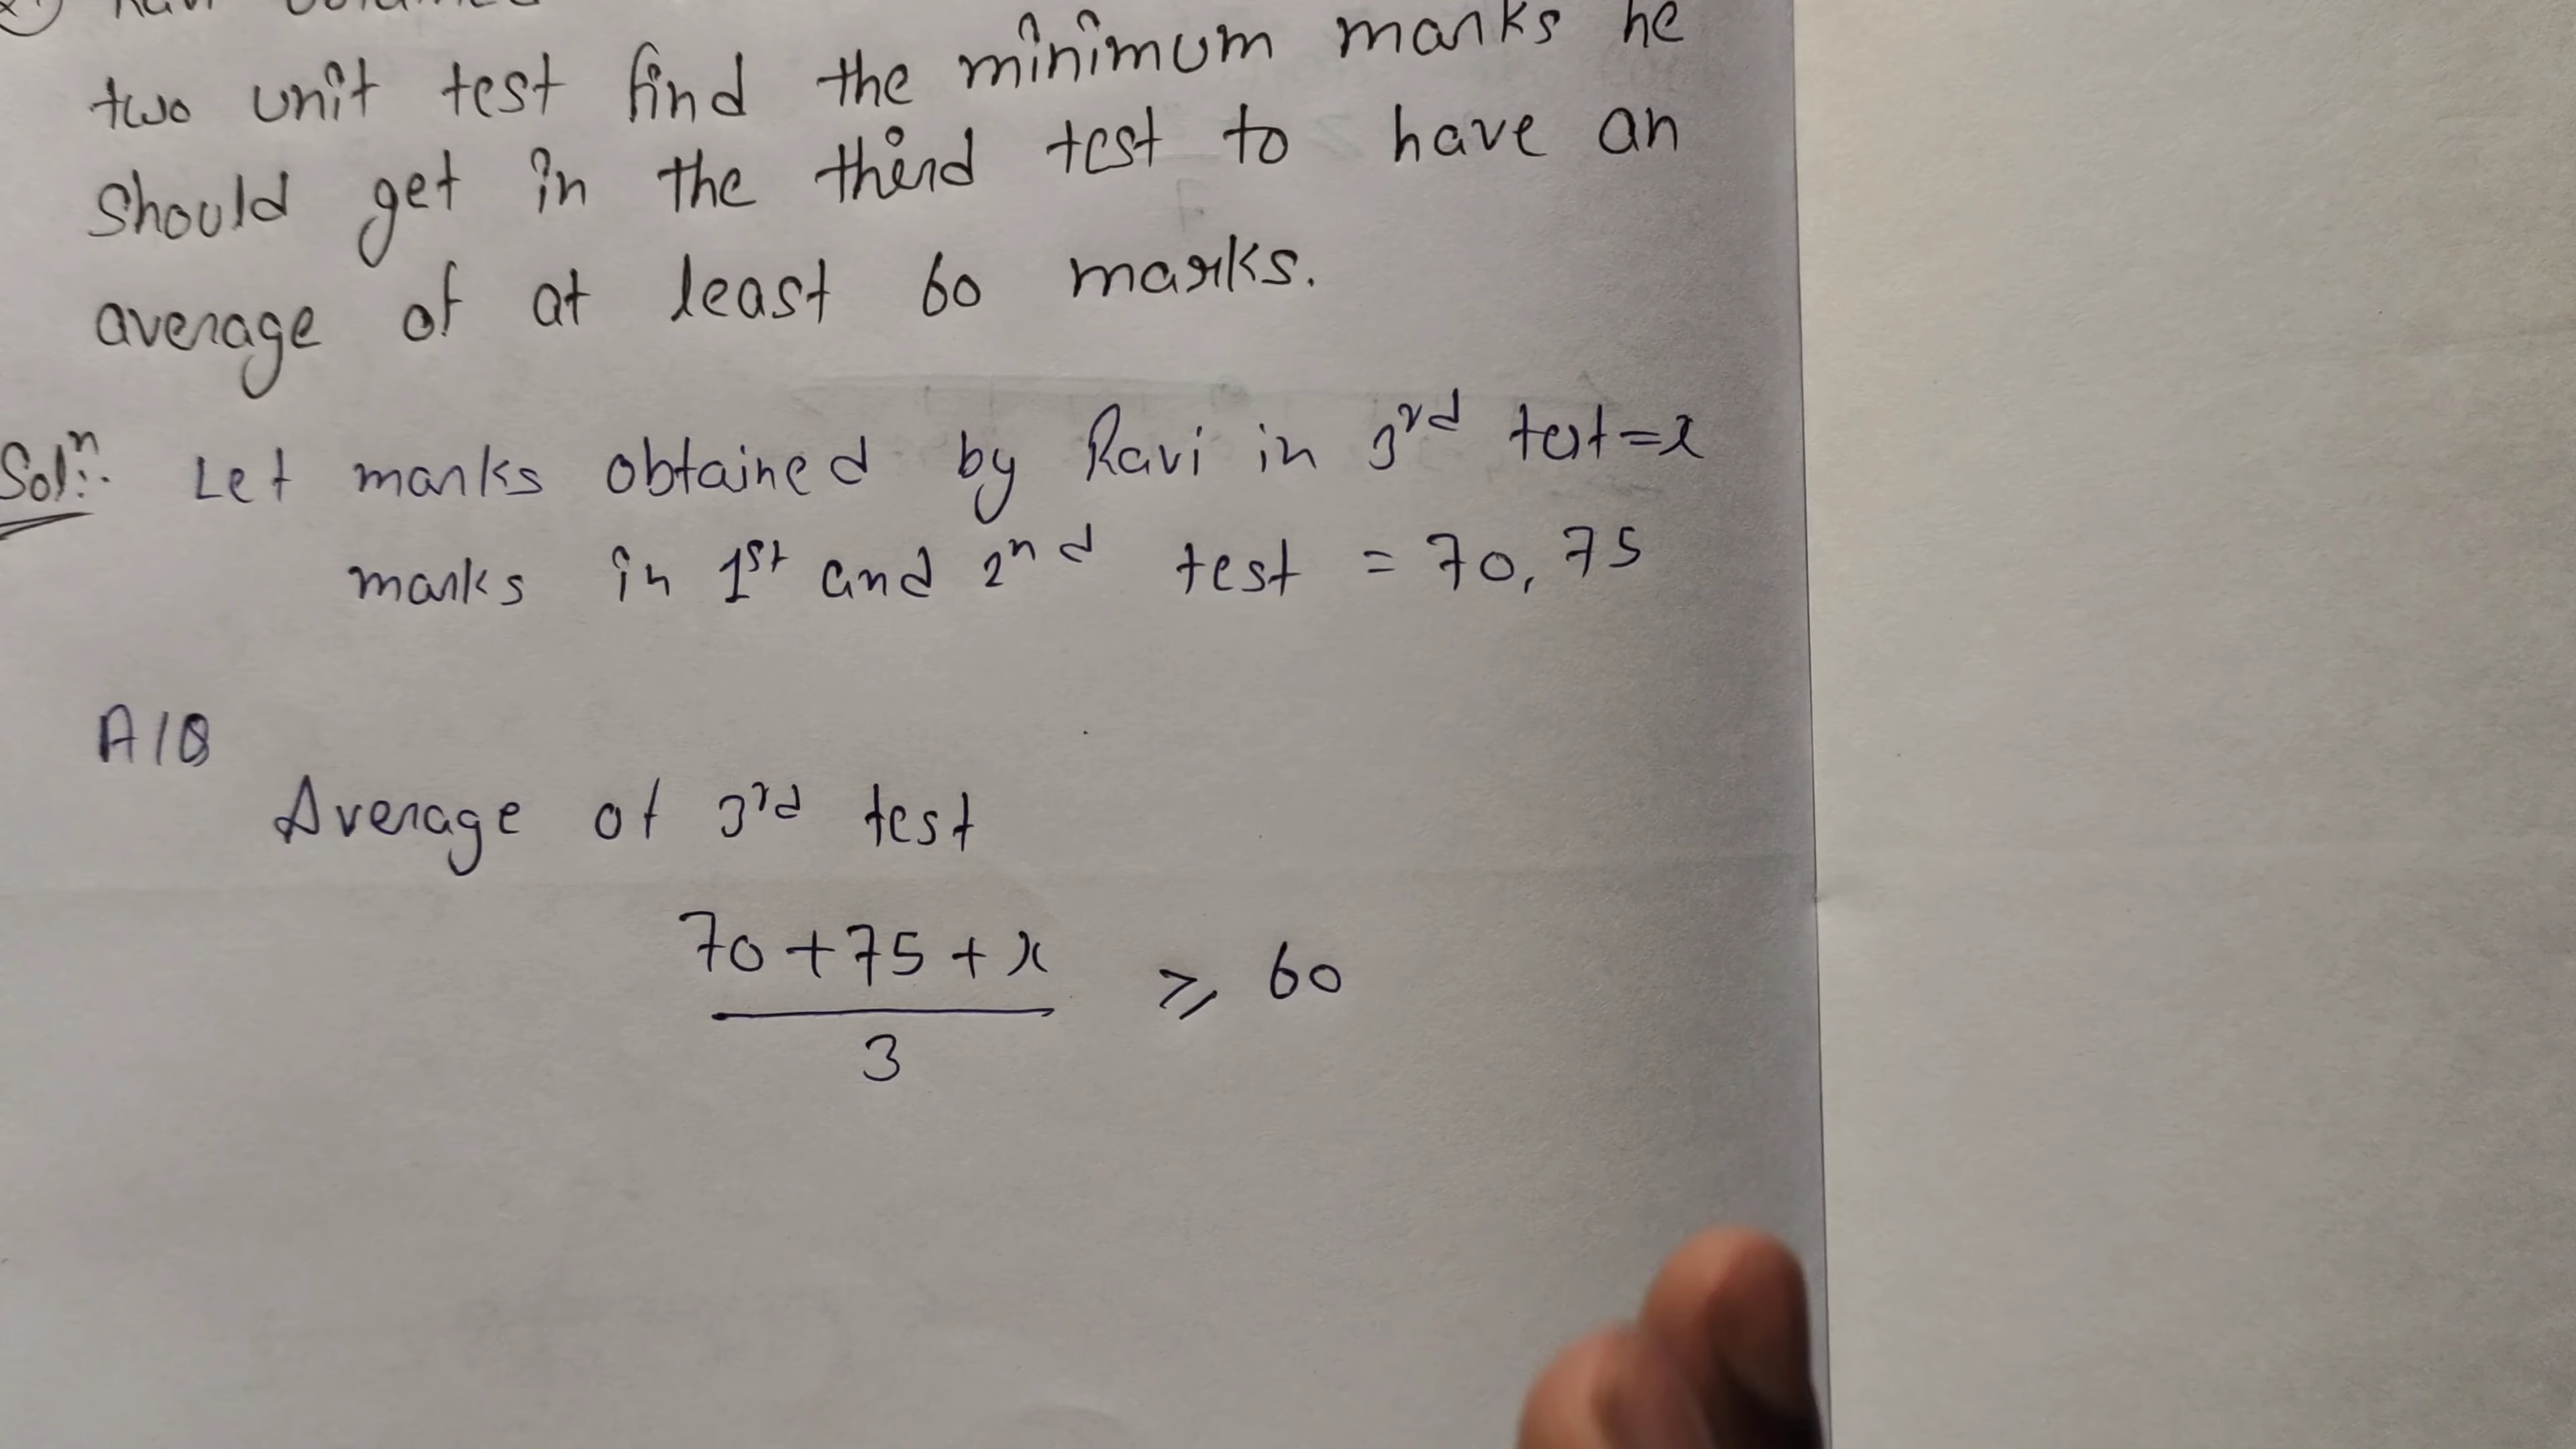 two unit test find the minimum marks he
should get in the third test to have an
average of at least 60 marks.
Solⁿ:. Let marks obtained by Ravi in 3ʳᵈ test=x
marks in 1ˢᵗ and 2ⁿᵈ test = 70, 75
A/Q
Average of 3ʳᵈ test
70+75+x
⩾ 60
3